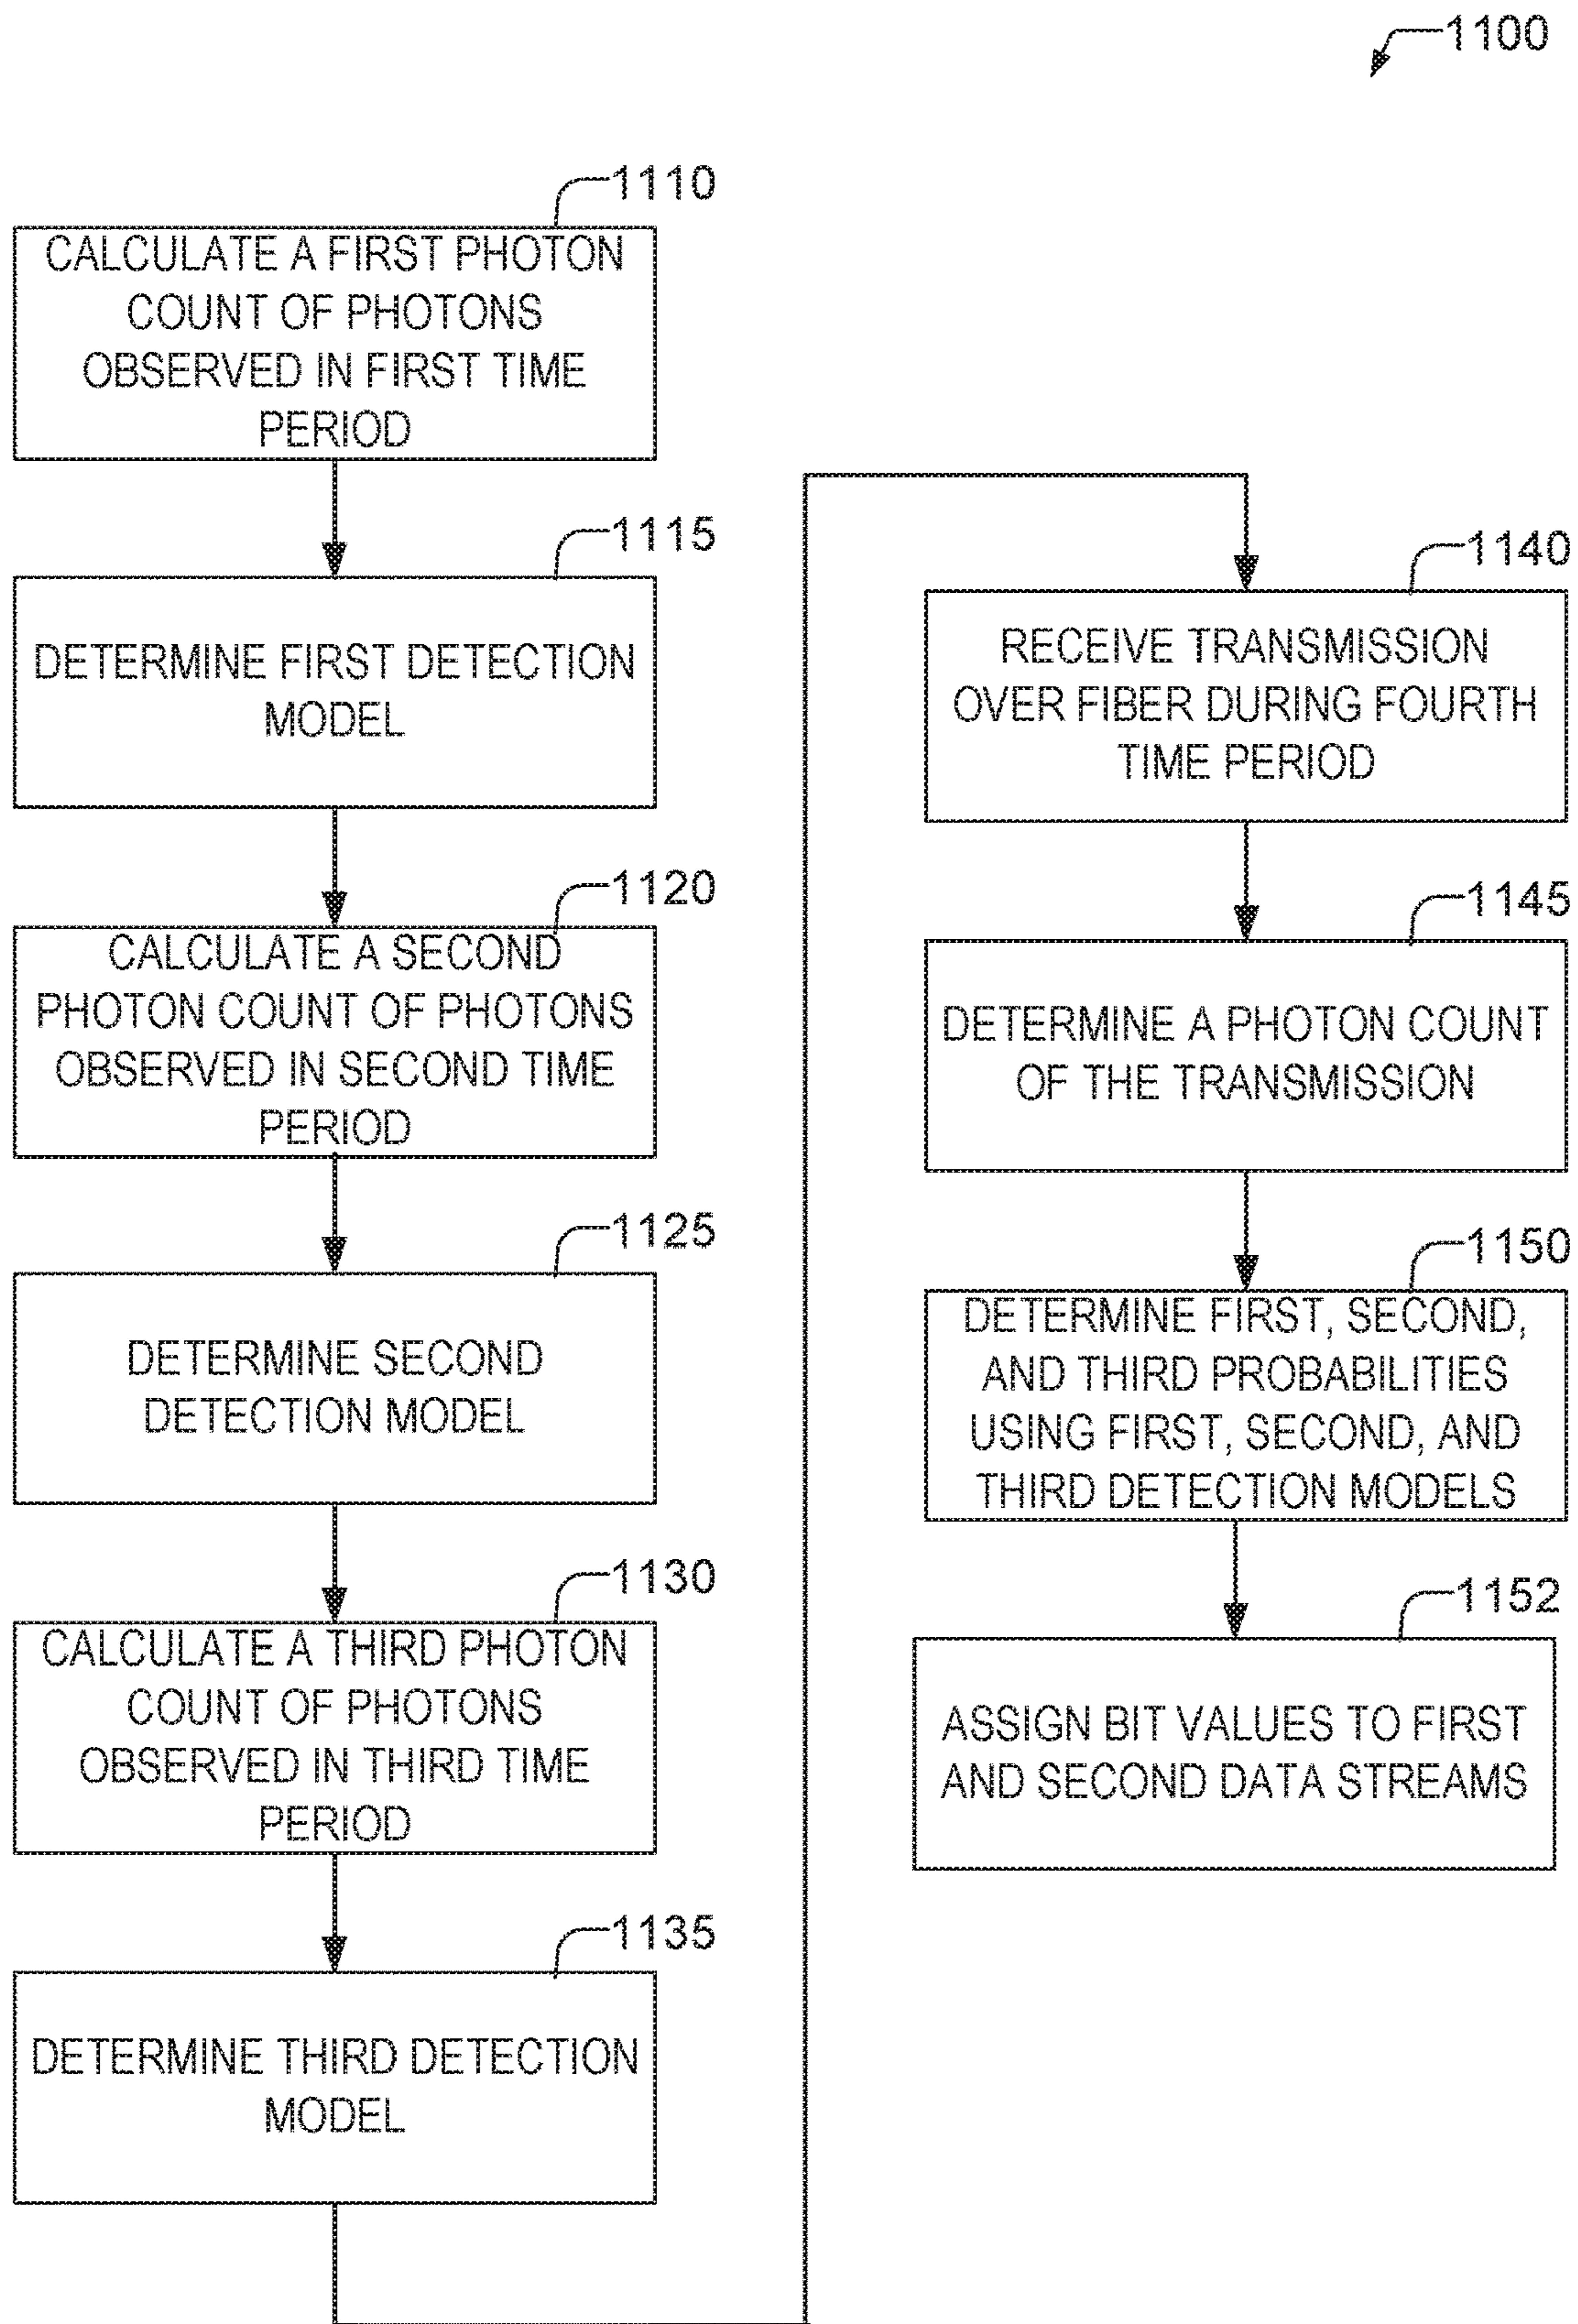 1100
1110
CALCULATE A FIRST PHOTON
COUNT OF PHOTONS
OBSERVED IN FIRST TIME
PERIOD
1115
DETERMINE FIRST DETECTION
MODEL
1120
CALCULATE A SECOND
PHOTON COUNT OF PHOTONS
OBSERVED IN SECOND TIME
PERIOD
1125
DETERMINE SECOND
DETECTION MODEL
1130
CALCULATE A THIRD PHOTON
COUNT OF PHOTONS
OBSERVED IN THIRD TIME
PERIOD
1135
DETERMINE THIRD DETECTION
MODEL
1140
RECEIVE TRANSMISSION
OVER FIBER DURING FOURTH
TIME PERIOD
1145
DETERMINE A PHOTON COUNT
OF THE TRANSMISSION
1150
DETERMINE FIRST, SECOND,
AND THIRD PROBABILITIES
USING FIRST, SECOND, AND
THIRD DETECTION MODELS
1152
ASSIGN BIT VALUES TO FIRST
AND SECOND DATA STREAMS